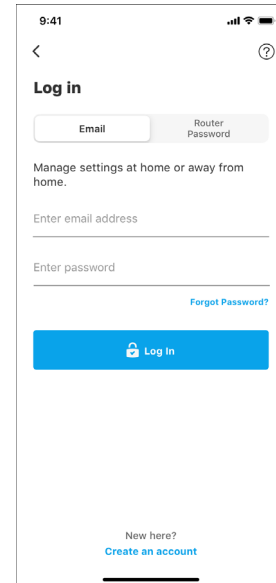 9:41
?
Log in
Email
Router
Password
Manage settings at home or away from
home.
Enter email address
Enter password
Forgot Password?
Log In
New here?
Create an account